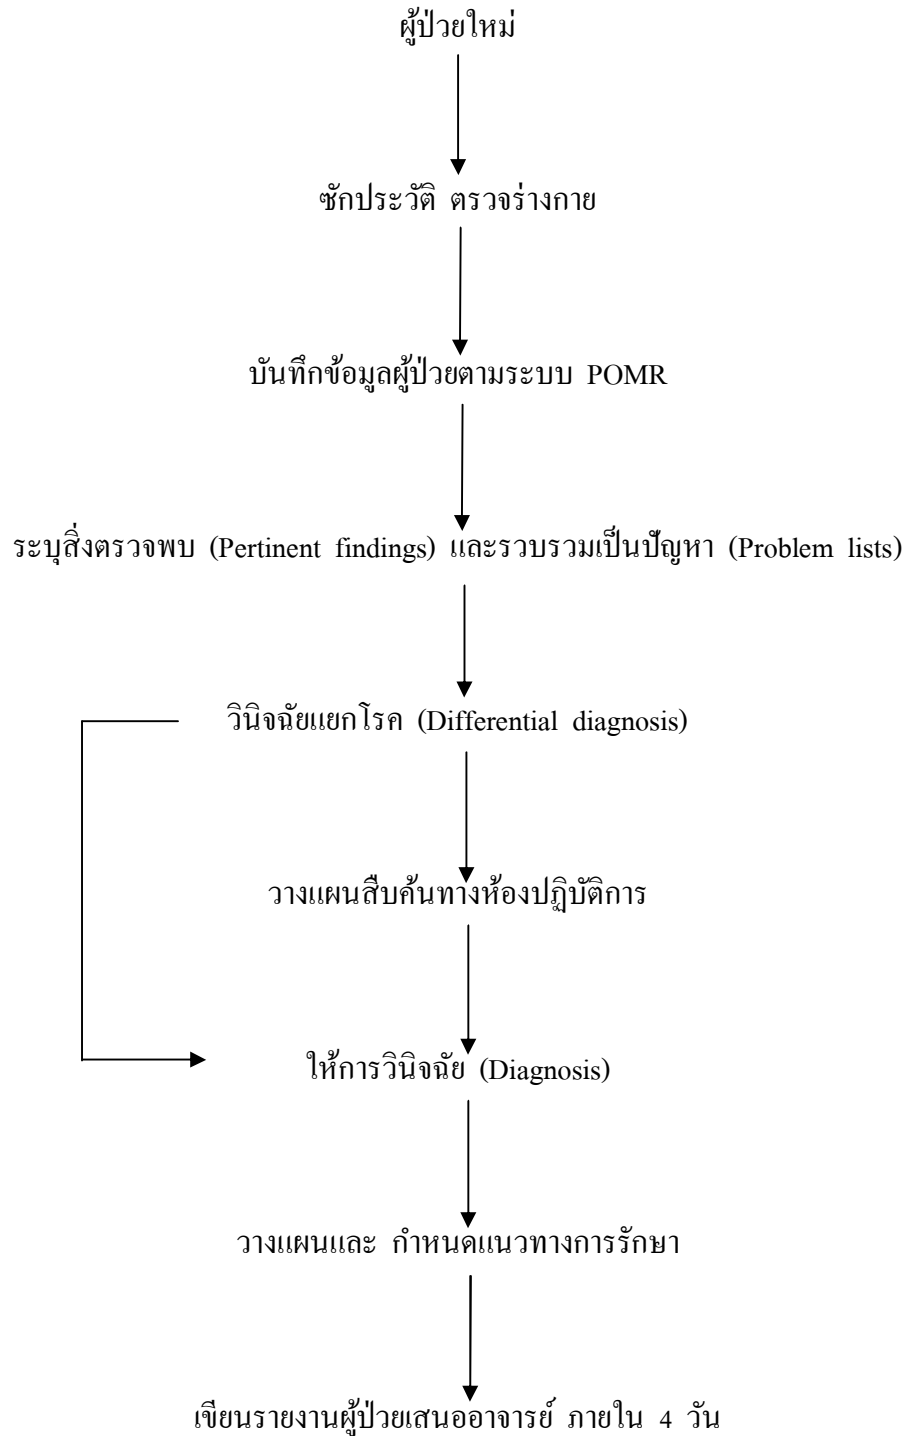 ผู้ป่วยใหม่
ซักประวัติ ตรวจร่างกาย
บันทึกข้อมูลผู้ป่วยตามระบบ POMR
ระบุสิ่งตรวจพบ (Pertinent findings) และรวบรวมเป็นปัญหา (Problem lists)
วินิจฉัยแยกโรค (Differential diagnosis)
วางแผนสืบค้นทางห้องปฏิบัติการ
ให้การวินิจฉัย (Diagnosis)
วางแผนและ กำหนดแนวทางการรักษา
เขียนรายงานผู้ป่วยเสนออาจารย์ ภายใน 4 วัน